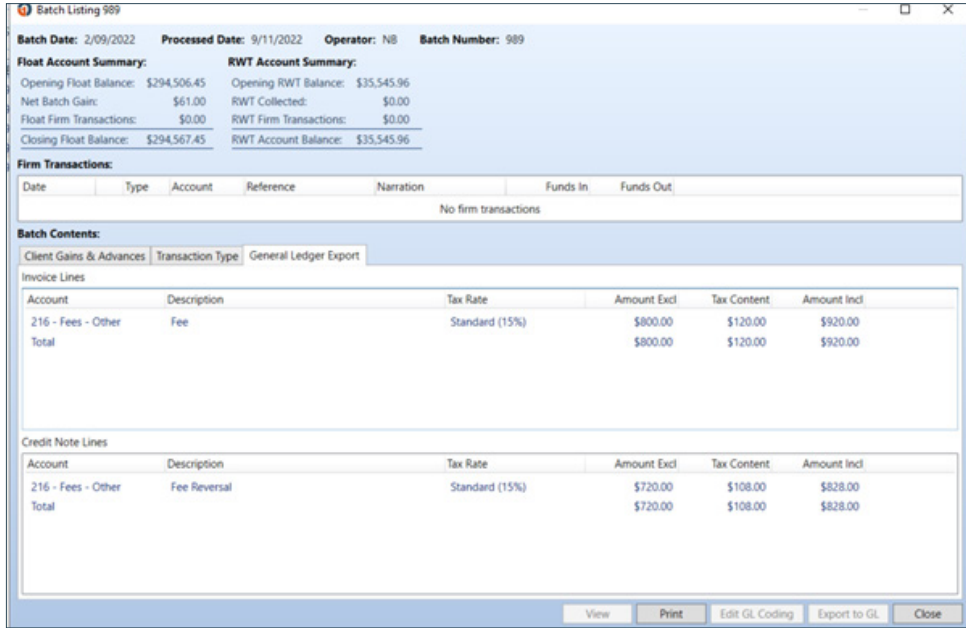 Batch Listing 989
Batch Date: 2/09/2022 Processed Date: 9/11/2022 Operator: NB Batch Number: 989
Float Account Summary: RWT Account Summary:
Opening Float Balance: $294,506.45 Opening RWT Balance: $35,545.96
Net Batch Gain: $61.00 RWT Collected: $0.00
Float Firm Transactions: $0.00 RWT Firm Transactions: $0.00
Closing Float Balance: $294,567.45 RWT Account Balance: $35,545.96
Firm Transactions:
Date Type Account Reference Narration Funds In Funds Out
No firm transactions
Batch Contents:
Client Gains & Advances Transaction Type General Ledger Export
Invoice Lines
Account Description Tax Rate Amount Excl Tax Content Amount Incl
216 - Fees - Other Fee Standard (15%) $800.00 $120.00 $920.00
Total $800.00 $120.00 $920.00
Credit Note Lines
Account Description Tax Rate Amount Excl Tax Content Amount Incl
216 - Fees - Other Fee Reversal Standard (15%) $720.00 $108.00 $828.00
Total $720.00 $108.00 $828.00
View Print Edit GL Coding Export to GL Close